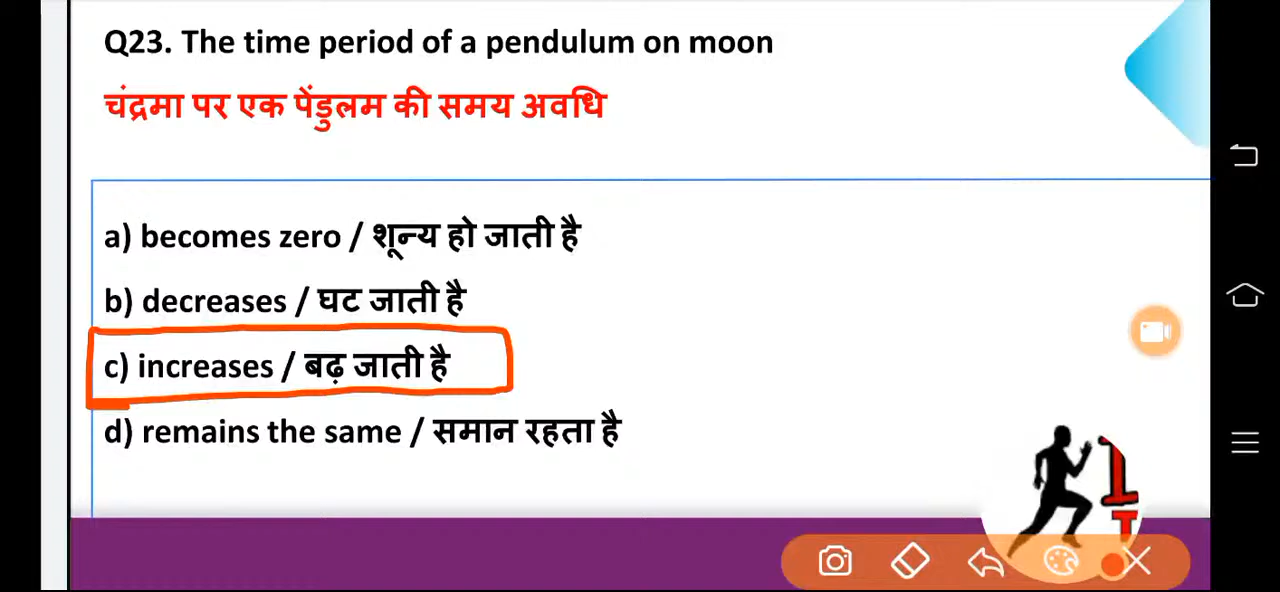 Q23. The time period of a pendulum on moon
चंद्रमा पर एक पेंडुलम की समय अवधि
a) becomes zero / शून्य हो जाती है
b) decreases / घट जाती है
c) increases / बढ़ जाती है
d) remains the same / समान रहता है